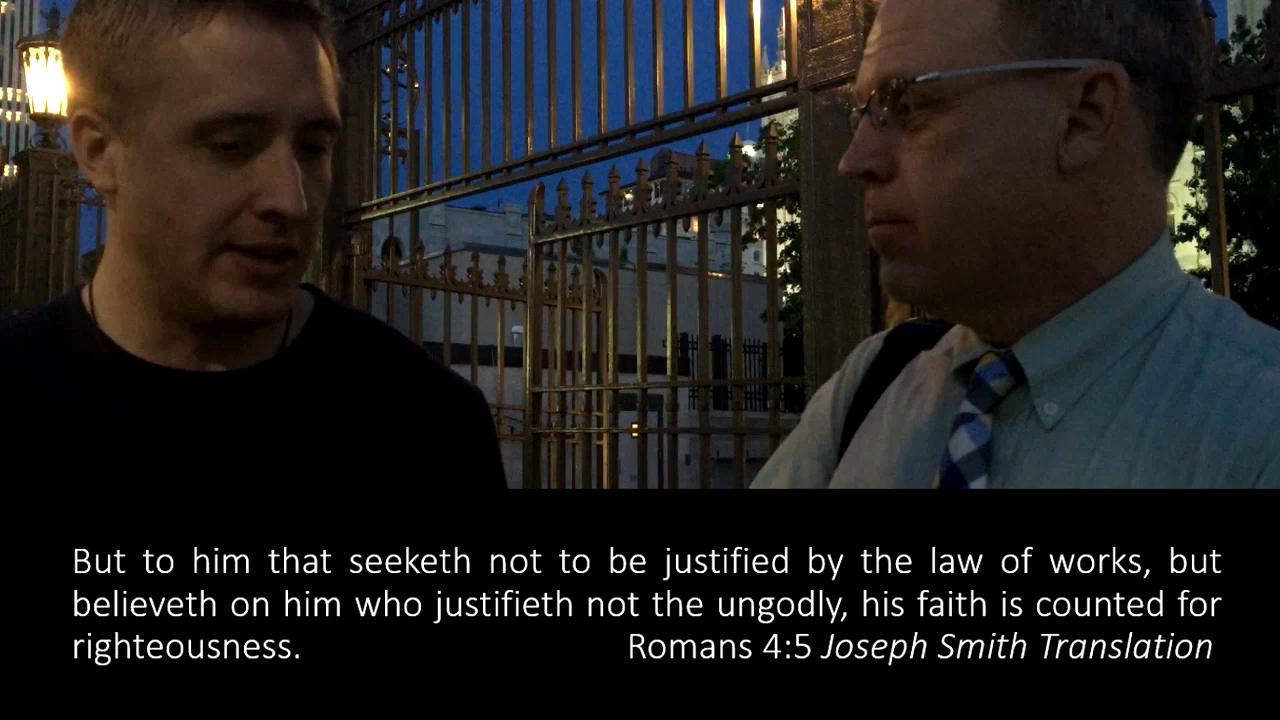 But to him that seeketh not to be justified by the law of works, but
believeth on him who justifieth not the ungodly, his faith is counted for
righteousness. Romans 4:5 Joseph Smith Translation